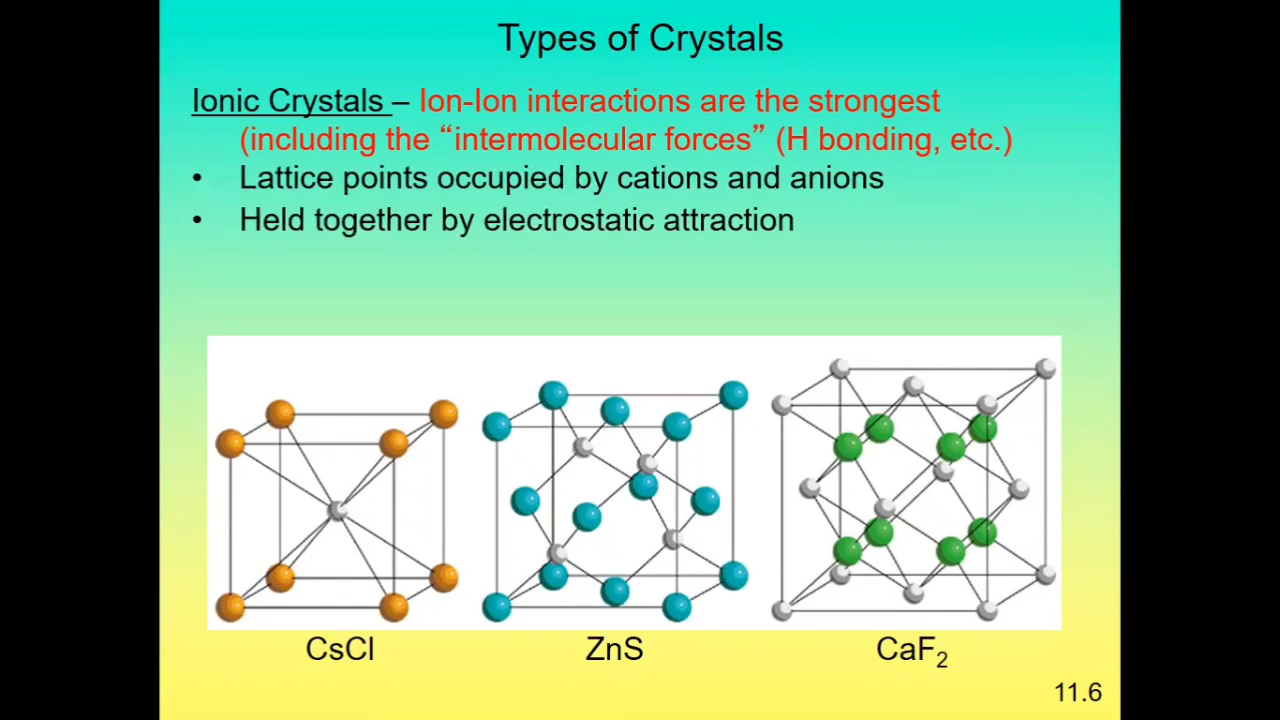 Types of Crystals
Ionic Crystals – Ion-Ion interactions are the strongest
(including the “intermolecular forces” (H bonding, etc.)
• Lattice points occupied by cations and anions
• Held together by electrostatic attraction
CsCl ZnS CaF₂
11.6